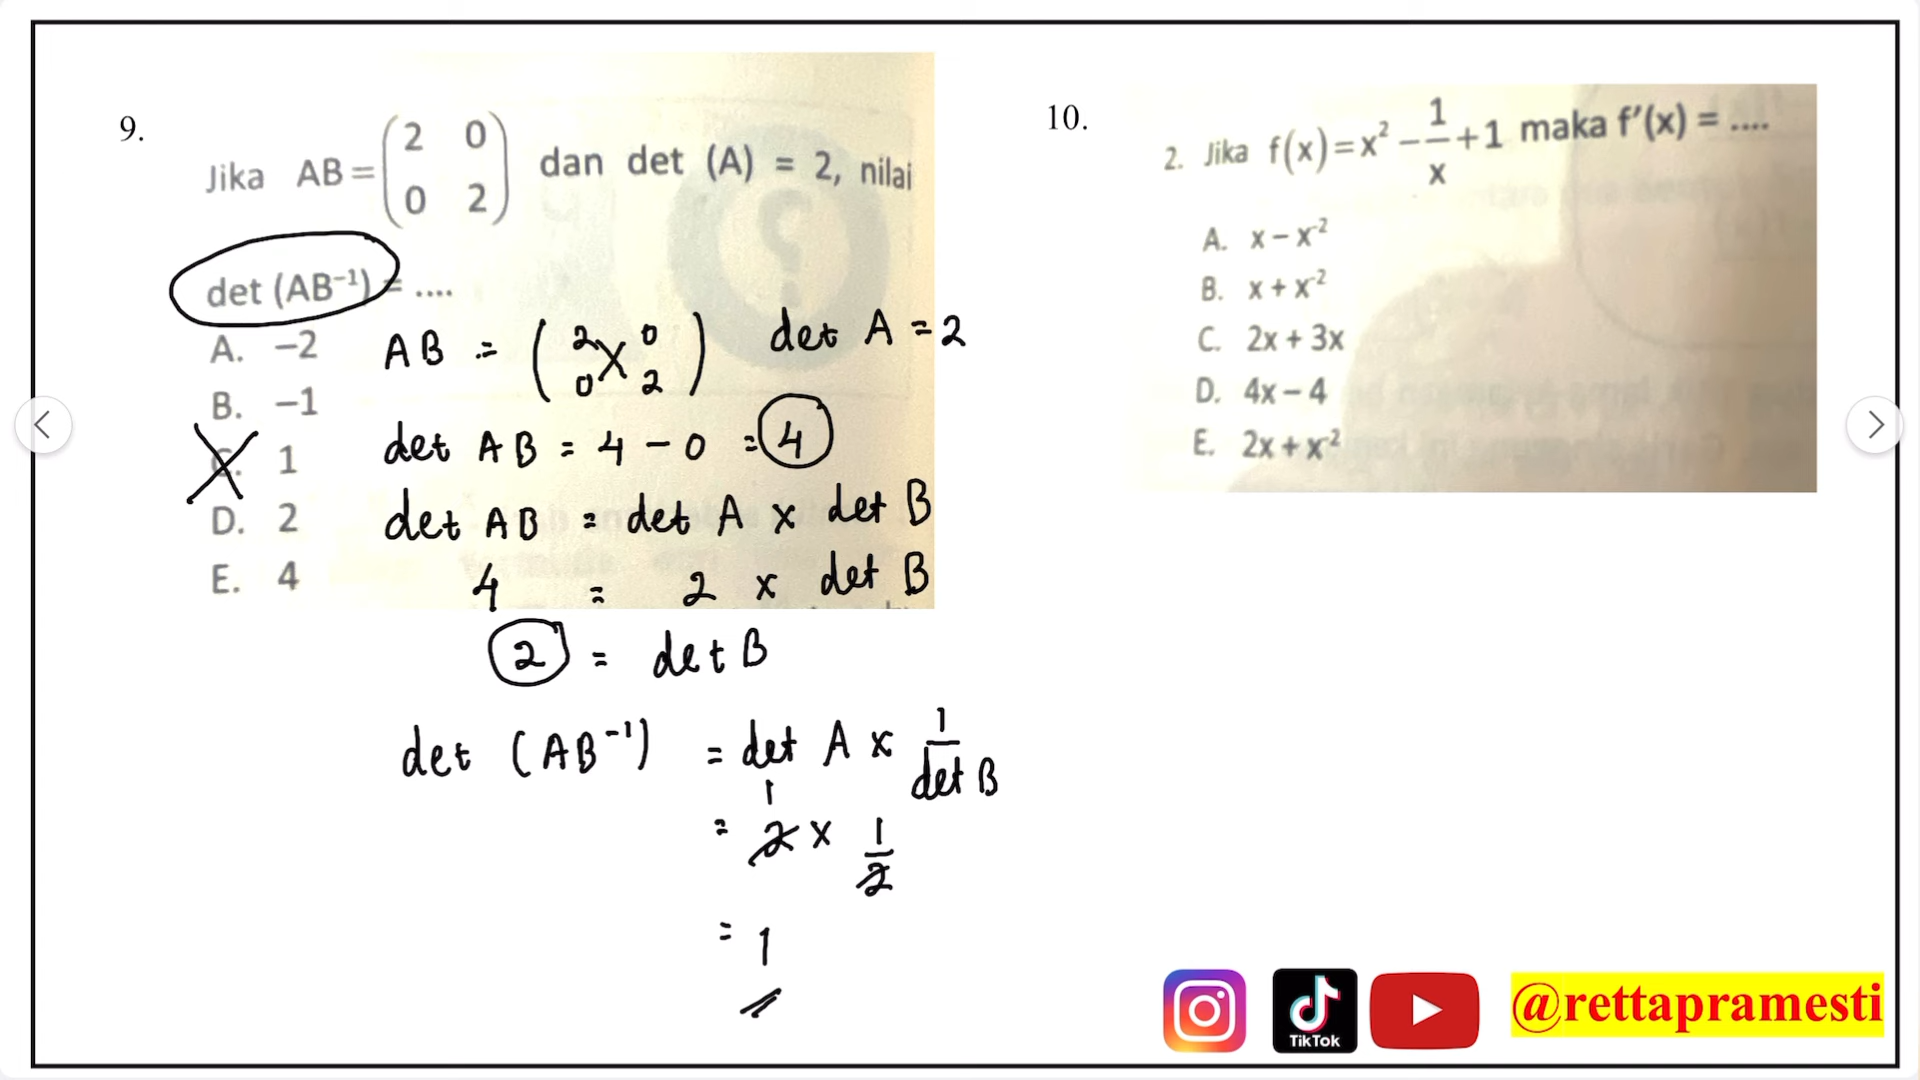 9.
Jika AB = (2 0
0 2) dan det (A) = 2, nilai
det (AB⁻¹) = ....
A. −2
B. −1
C. 1
D. 2
E. 4
AB = (2 0
0 2) det A = 2
det AB = 4 − 0 = 4
det AB = det A x det B
4 = 2 x det B
2 = det B
det (AB⁻¹) = det A x 1/det B
1
= 2 x 1/2
= 1
10.
2. Jika f(x) = x² − 1/x + 1 maka f'(x) = ....
A. x − x⁻²
B. x + x⁻²
C. 2x + 3x
D. 4x − 4
E. 2x + x²
TikTok
@rettapramesti